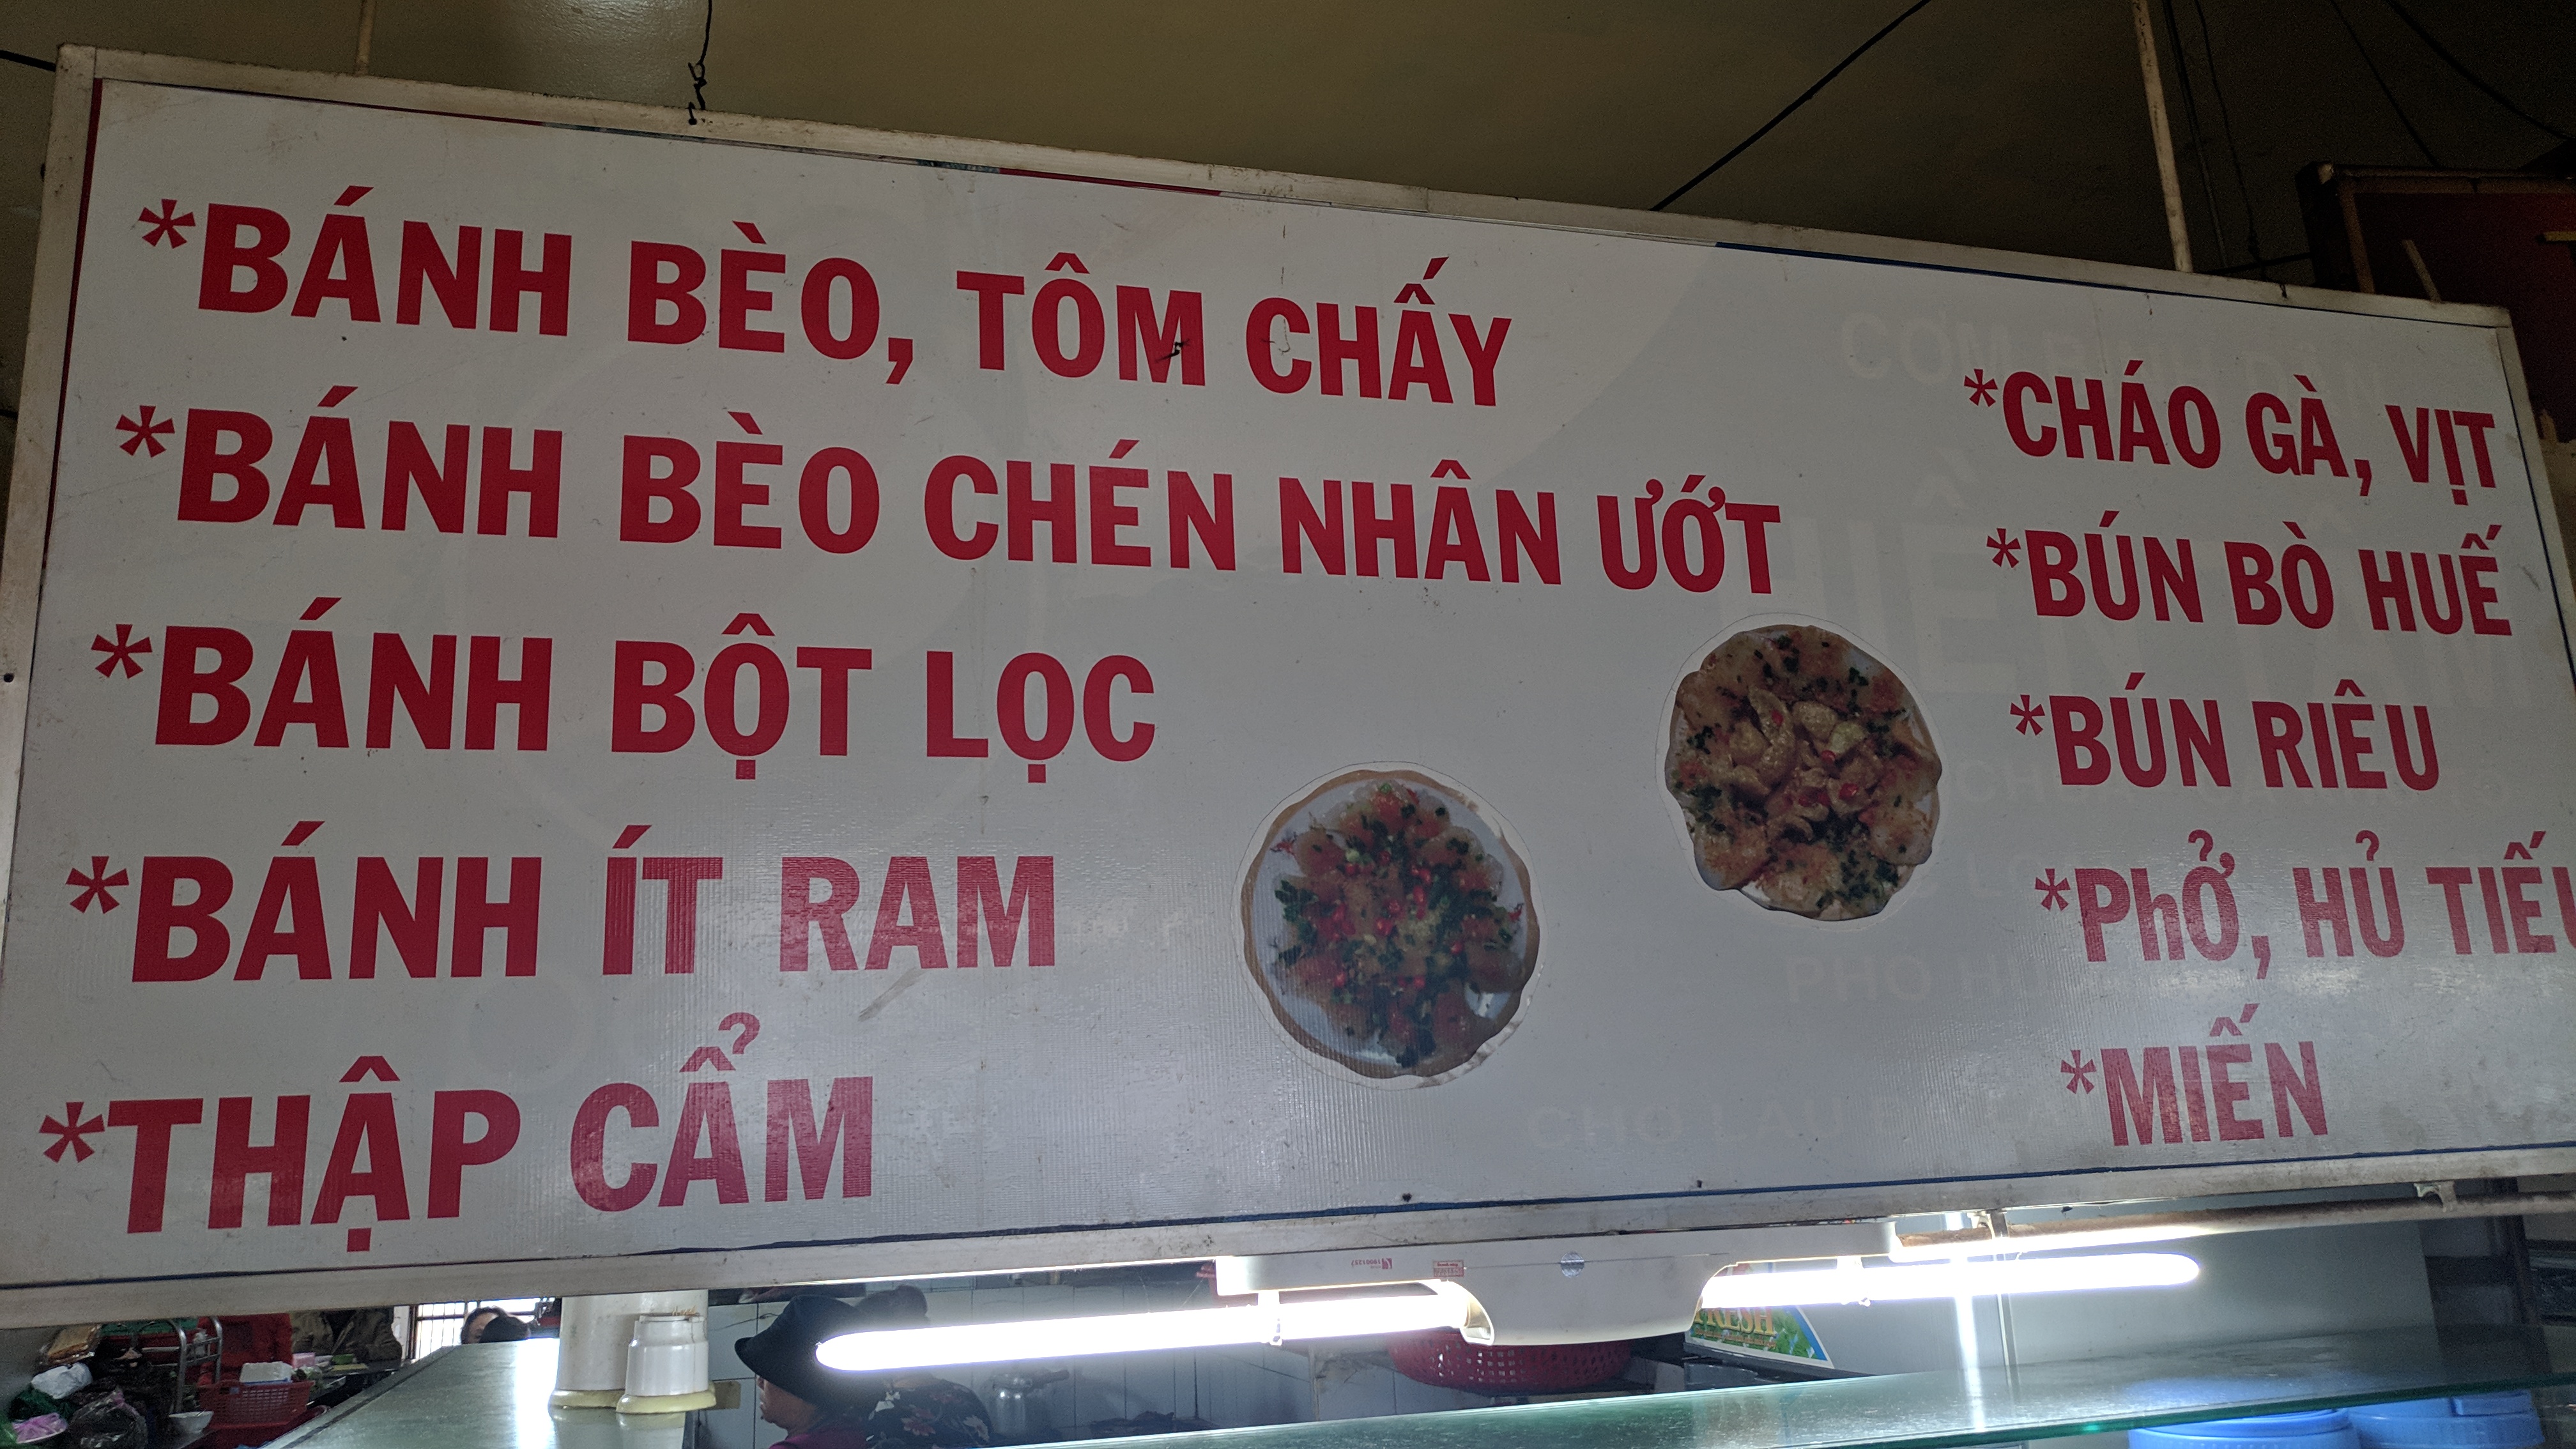 *BÁNH BÈO, TÔM CHẤY
*BÁNH BÈO CHÉN NHÂN ƯỚT
*BÁNH BỘT LỌC
*BÁNH ÍT RAM
*THẬP CẨM
*CHÁO GÀ, VỊT
*BÚN BÒ HUẾ
*BÚN RIÊU
*PhỞ, HỦ TIẾU
*MIẾN